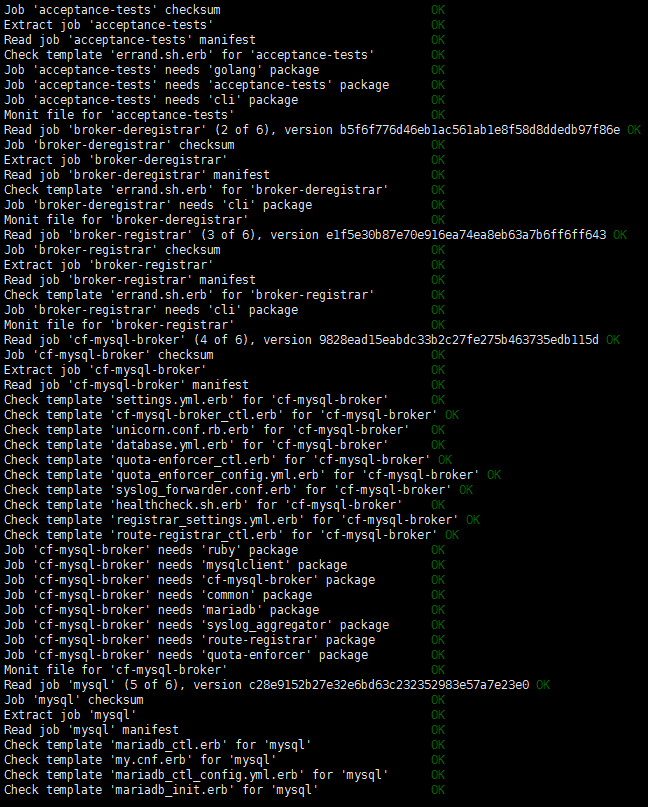 Job 'acceptance-tests' checksum OK
Extract job 'acceptance-tests' OK
Read job 'acceptance-tests' manifest OK
Check template 'errand.sh.erb' for 'acceptance-tests' OK
Job 'acceptance-tests' needs 'golang' package OK
Job 'acceptance-tests' needs 'acceptance-tests' package OK
Job 'acceptance-tests' needs 'cli' package OK
Monit file for 'acceptance-tests' OK
Read job 'broker-deregistrar' (2 of 6), version b5f6f776d46eb1ac561ab1e8f58d8ddedb97f86e OK
Job 'broker-deregistrar' checksum OK
Extract job 'broker-deregistrar' OK
Read job 'broker-deregistrar' manifest OK
Check template 'errand.sh.erb' for 'broker-deregistrar' OK
Job 'broker-deregistrar' needs 'cli' package OK
Monit file for 'broker-deregistrar' OK
Read job 'broker-registrar' (3 of 6), version e1f5e30b87e70e916ea74ea8eb63a7b6ff6ff643 OK
Job 'broker-registrar' checksum OK
Extract job 'broker-registrar' OK
Read job 'broker-registrar' manifest OK
Check template 'errand.sh.erb' for 'broker-registrar' OK
Job 'broker-registrar' needs 'cli' package OK
Monit file for 'broker-registrar' OK
Read job 'cf-mysql-broker' (4 of 6), version 9828ead15eabdc33b2c27fe275b463735edb115d OK
Job 'cf-mysql-broker' checksum OK
Extract job 'cf-mysql-broker' OK
Read job 'cf-mysql-broker' manifest OK
Check template 'settings.yml.erb' for 'cf-mysql-broker' OK
Check template 'cf-mysql-broker_ctl.erb' for 'cf-mysql-broker' OK
Check template 'unicorn.conf.rb.erb' for 'cf-mysql-broker' OK
Check template 'database.yml.erb' for 'cf-mysql-broker' OK
Check template 'quota-enforcer_ctl.erb' for 'cf-mysql-broker' OK
Check template 'quota_enforcer_config.yml.erb' for 'cf-mysql-broker' OK
Check template 'syslog_forwarder.conf.erb' for 'cf-mysql-broker' OK
Check template 'healthcheck.sh.erb' for 'cf-mysql-broker' OK
Check template 'registrar_settings.yml.erb' for 'cf-mysql-broker' OK
Check template 'route-registrar_ctl.erb' for 'cf-mysql-broker' OK
Job 'cf-mysql-broker' needs 'ruby' package OK
Job 'cf-mysql-broker' needs 'mysqlclient' package OK
Job 'cf-mysql-broker' needs 'cf-mysql-broker' package OK
Job 'cf-mysql-broker' needs 'common' package OK
Job 'cf-mysql-broker' needs 'mariadb' package OK
Job 'cf-mysql-broker' needs 'syslog_aggregator' package OK
Job 'cf-mysql-broker' needs 'route-registrar' package OK
Job 'cf-mysql-broker' needs 'quota-enforcer' package OK
Monit file for 'cf-mysql-broker' OK
Read job 'mysql' (5 of 6), version c28e9152b27e32e6bd63c232352983e57a7e23e0 OK
Job 'mysql' checksum OK
Extract job 'mysql' OK
Read job 'mysql' manifest OK
Check template 'mariadb_ctl.erb' for 'mysql' OK
Check template 'my.cnf.erb' for 'mysql' OK
Check template 'mariadb_ctl_config.yml.erb' for 'mysql' OK
Check template 'mariadb_init.erb' for 'mysql' OK